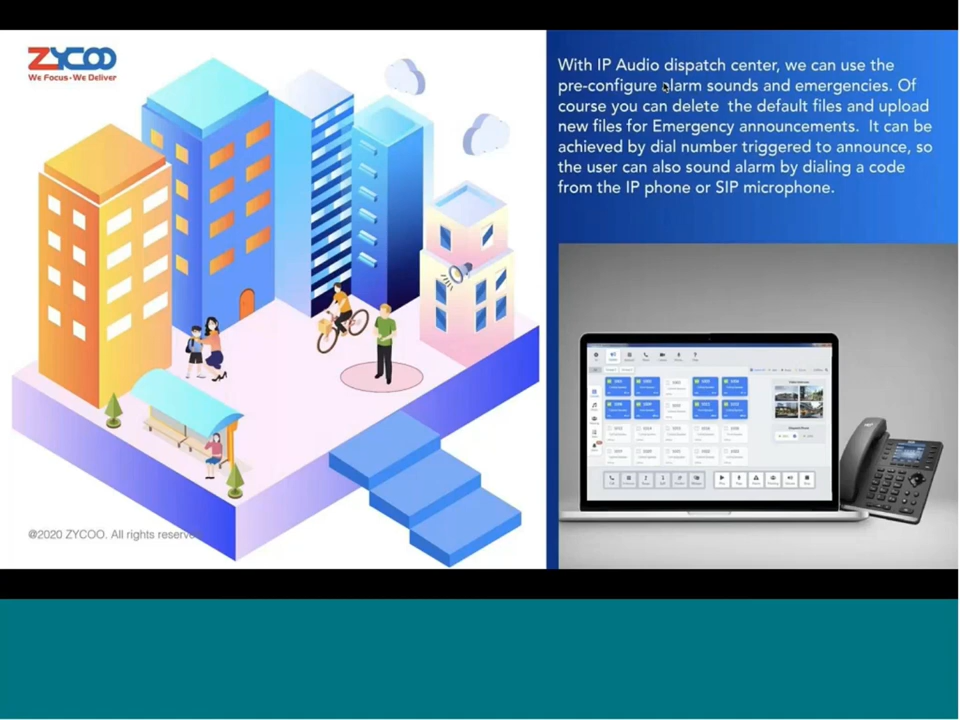 ZYCOO
We Focus-We Deliver
With IP Audio dispatch center, we can use the
pre-configure alarm sounds and emergencies. Of
course you can delete the default files and upload
new files for Emergency announcements. It can be
achieved by dial number triggered to announce, so
the user can also sound alarm by dialing a code
from the IP phone or SIP microphone.
@2020 ZYCOO. All rights reserve